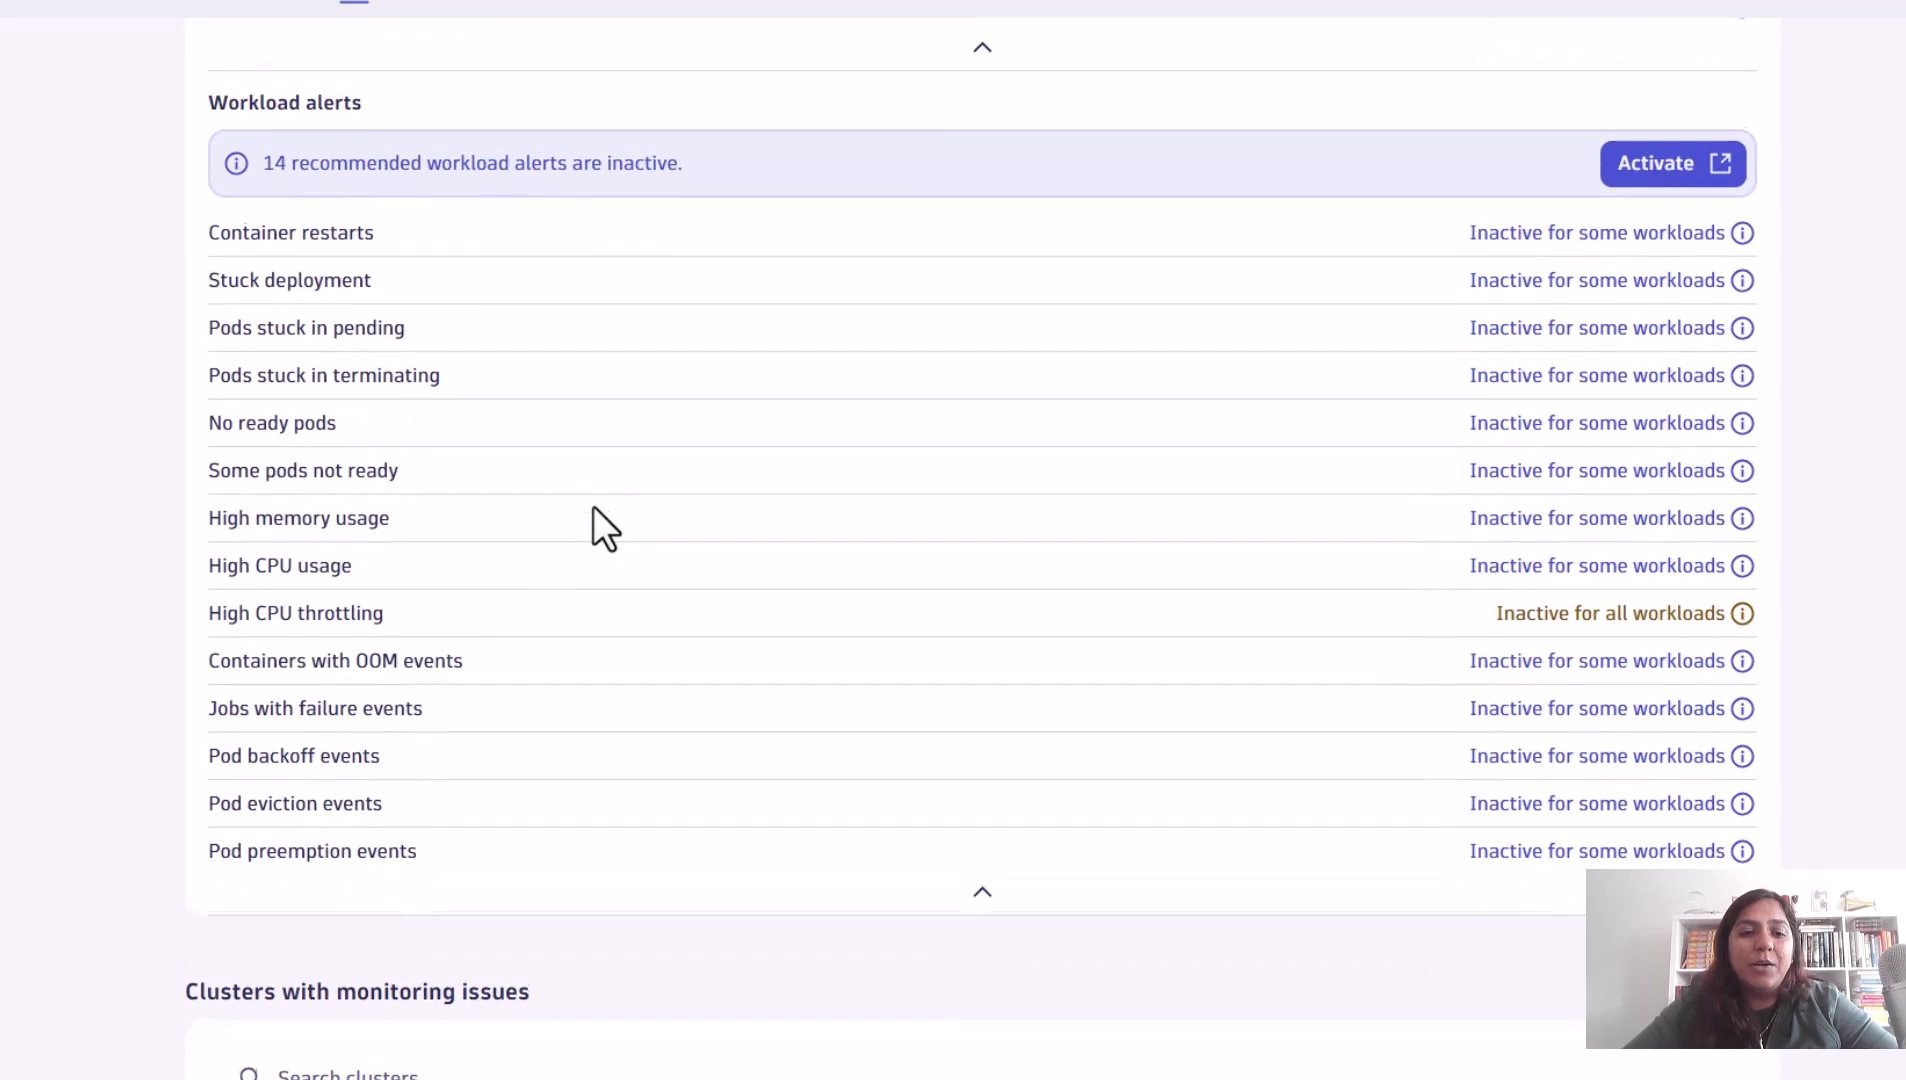 Workload alerts
14 recommended workload alerts are inactive.
Activate
Container restarts Inactive for some workloads
Stuck deployment Inactive for some workloads
Pods stuck in pending Inactive for some workloads
Pods stuck in terminating Inactive for some workloads
No ready pods Inactive for some workloads
Some pods not ready Inactive for some workloads
High memory usage Inactive for some workloads
High CPU usage Inactive for some workloads
High CPU throttling Inactive for all workloads
Containers with OOM events Inactive for some workloads
Jobs with failure events Inactive for some workloads
Pod backoff events Inactive for some workloads
Pod eviction events Inactive for some workloads
Pod preemption events Inactive for some workloads
Clusters with monitoring issues
Search clusters